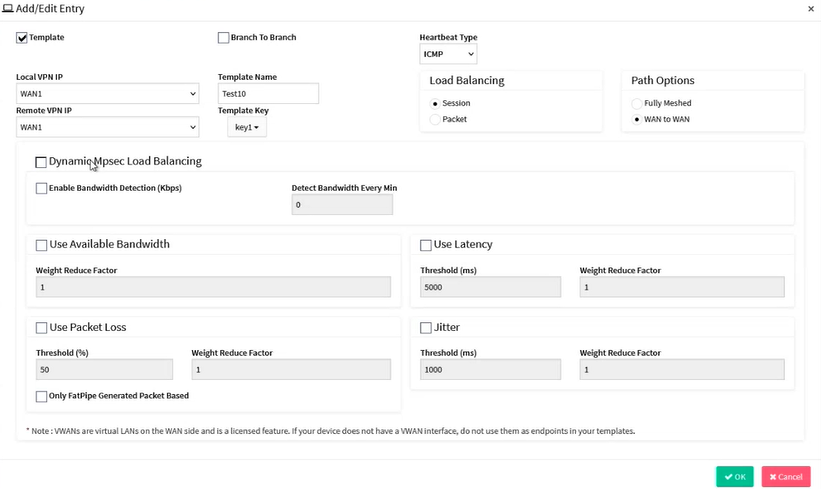 Add/Edit Entry
Template
Branch To Branch
Heartbeat Type
ICMP
Local VPN IP
WAN1
Template Name
Test10
Load Balancing
Session
Packet
Path Options
Fully Meshed
WAN to WAN
Remote VPN IP
WAN1
Template Key
key1
Dynamic Mpsec Load Balancing
Enable Bandwidth Detection (Kbps)
Detect Bandwidth Every Min
0
Use Available Bandwidth
Weight Reduce Factor
1
Use Latency
Threshold (ms)
5000
Weight Reduce Factor
1
Use Packet Loss
Threshold (%)
50
Weight Reduce Factor
1
Only FatPipe Generated Packet Based
Jitter
Threshold (ms)
1000
Weight Reduce Factor
1
* Note : VWANs are virtual LANs on the WAN side and is a licensed feature. If your device does not have a VWAN interface, do not use them as endpoints in your templates.
OK
Cancel